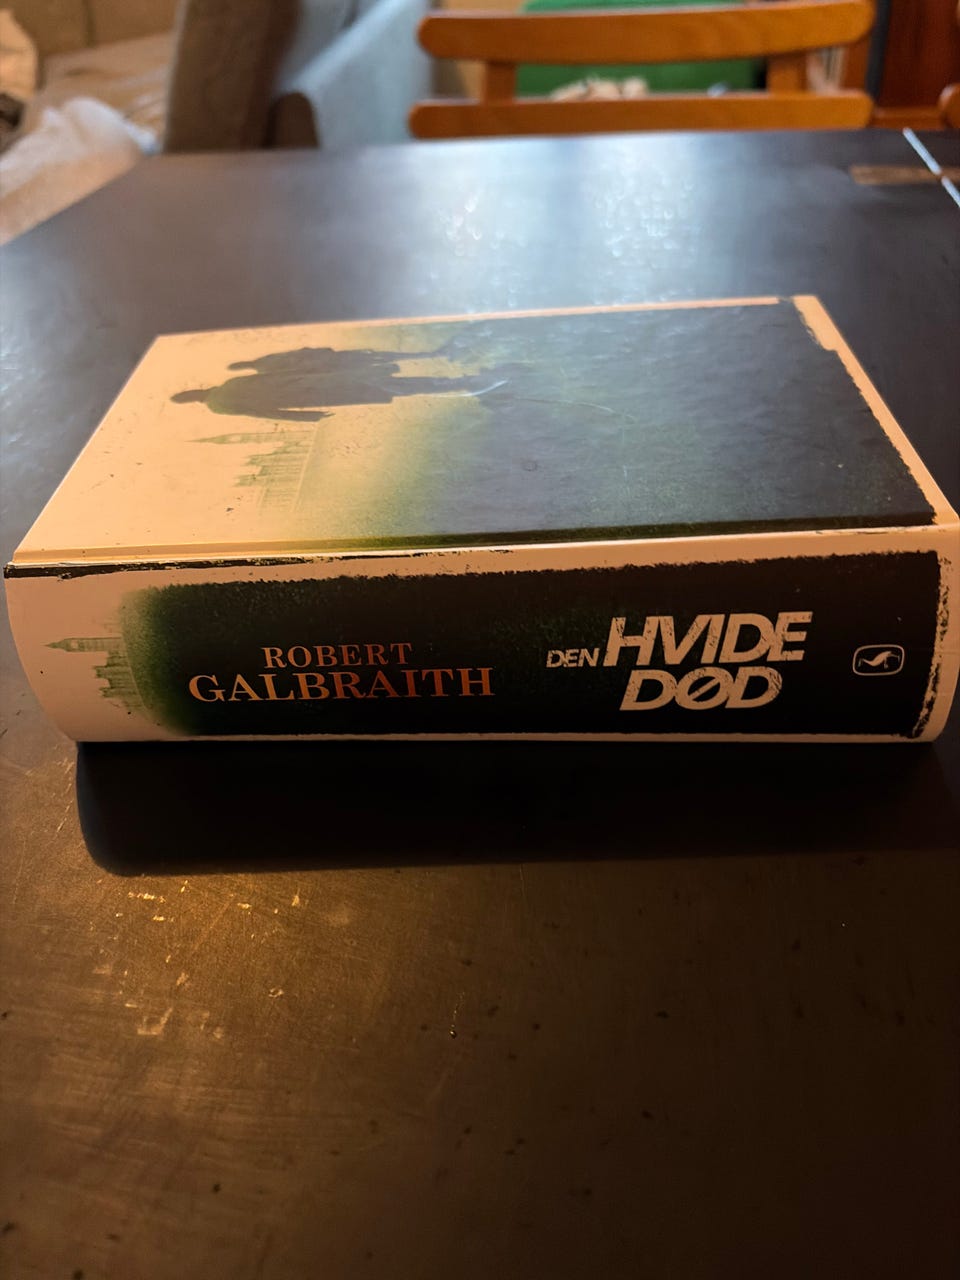 ROBERT
GALBRAITH
DEN HVIDE
DØD